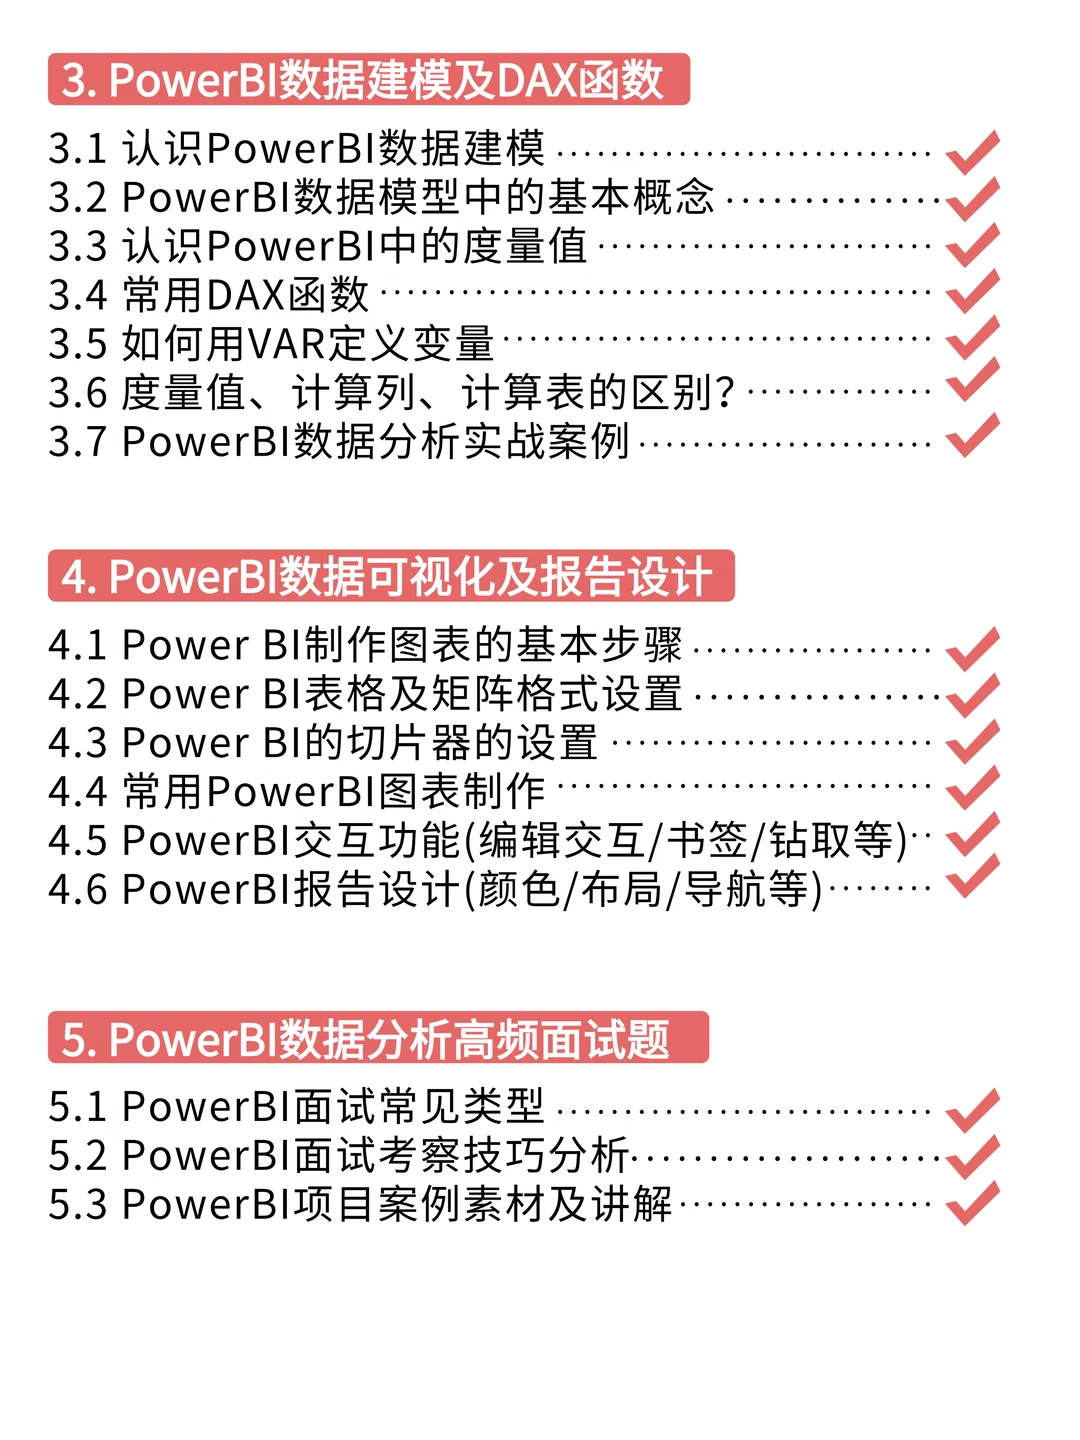 3. PowerBI数据建模及DAX函数
3.1 认识PowerBI数据建模
3.2 PowerBI数据模型中的基本概念
3.3 认识PowerBI中的度量值
3.4 常用DAX函数
3.5 如何用VAR定义变量
3.6 度量值、计算列、计算表的区别?
3.7 PowerBI数据分析实战案例
4. PowerBI数据可视化及报告设计
4.1 Power BI制作图表的基本步骤
4.2 Power BI表格及矩阵格式设置
4.3 Power BI的切片器的设置
4.4 常用PowerBI图表制作
4.5 PowerBI交互功能(编辑交互/书签/钻取等)
4.6 PowerBI报告设计(颜色/布局/导航等)
5. PowerBI数据分析高频面试题
5.1 PowerBI面试常见类型
5.2 PowerBI面试考察技巧分析
5.3 PowerBI项目案例素材及讲解